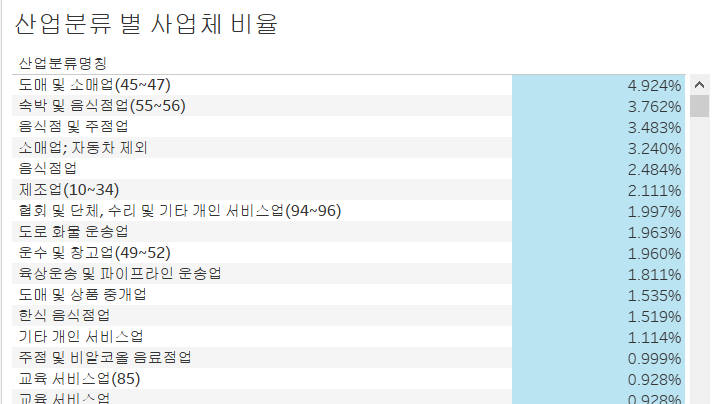 산업분류 별 사업체 비율
산업분류명칭
도매 및 소매업(45~47) 4.924%
숙박 및 음식점업(55~56) 3.762%
음식점 및 주점업 3.483%
소매업; 자동차 제외 3.240%
음식점업 2.484%
제조업(10~34) 2.111%
협회 및 단체, 수리 및 기타 개인 서비스업(94~96) 1.997%
도로 화물 운송업 1.963%
운수 및 창고업(49~52) 1.960%
육상운송 및 파이프라인 운송업 1.811%
도매 및 상품 중개업 1.535%
한식 음식점업 1.519%
기타 개인 서비스업 1.114%
주점 및 비알코올 음료점업 0.999%
교육 서비스업(85) 0.928%
교육 서비스업 0.928%